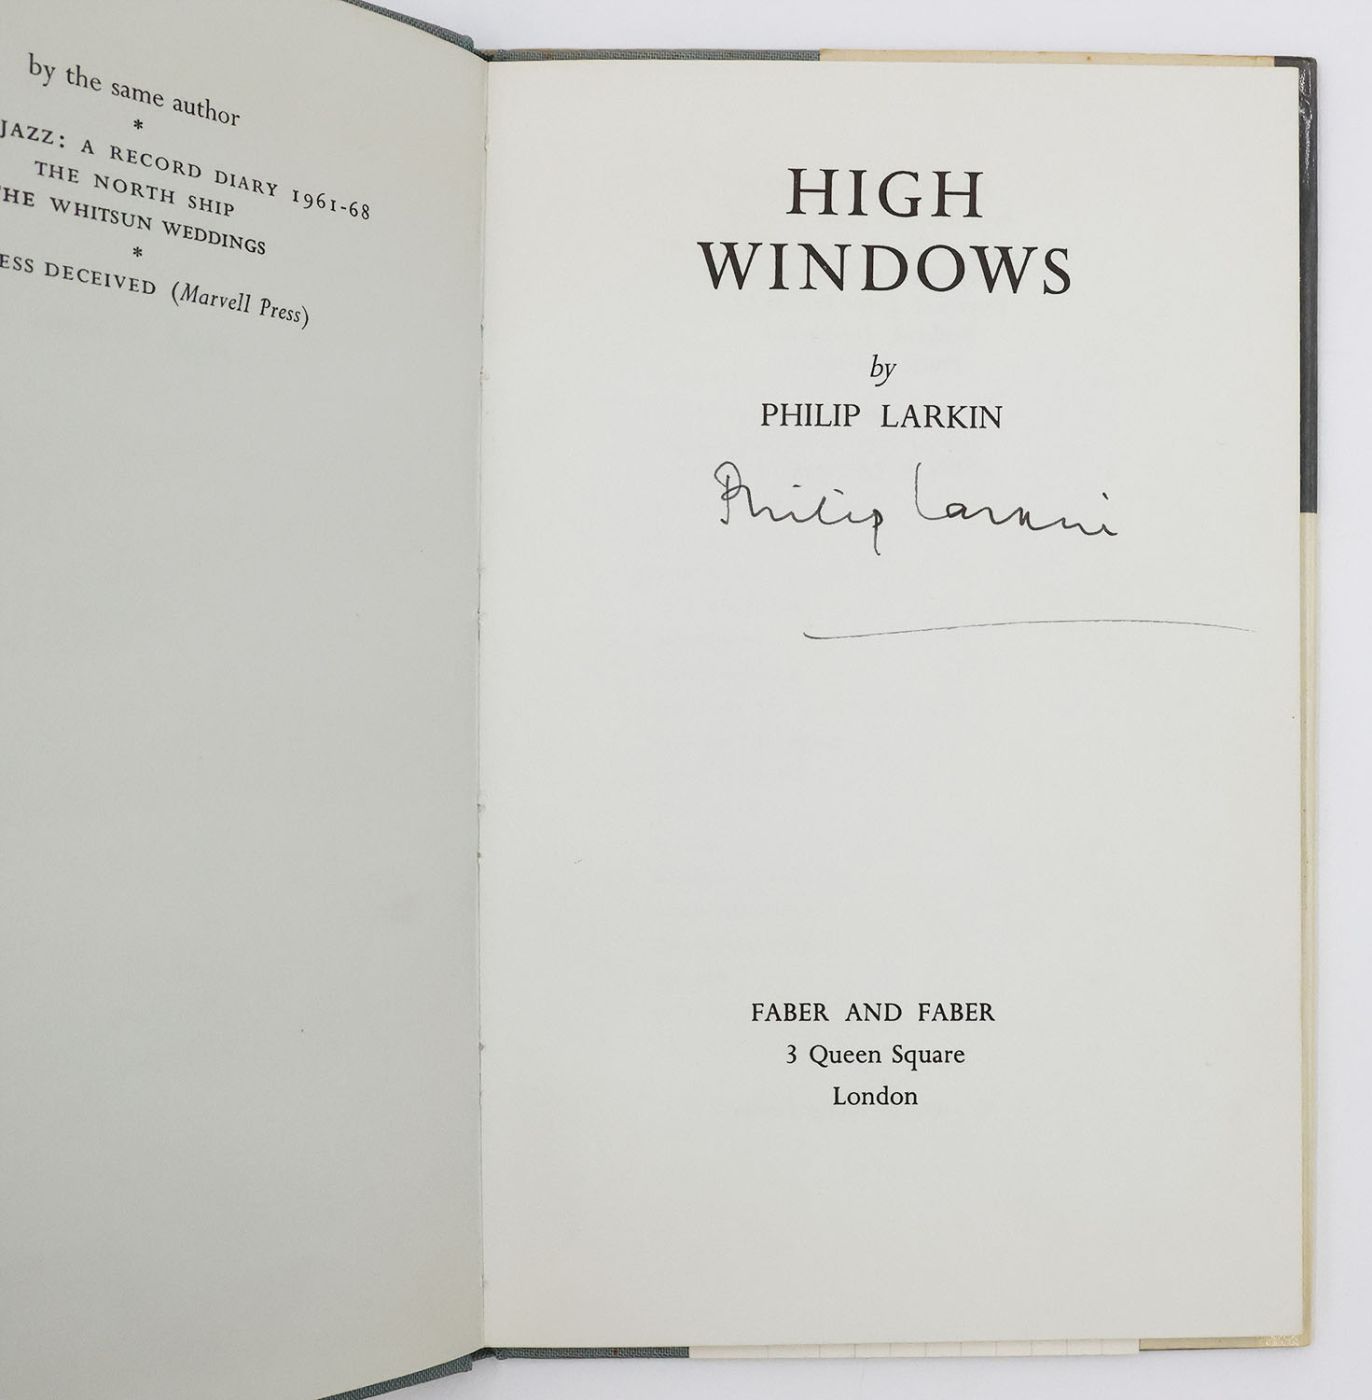 by the same author
*
JAZZ: A RECORD DIARY 1961-68
THE NORTH SHIP
THE WHITSUN WEDDINGS
*
ESS DECEIVED (Marvell Press)
HIGH
WINDOWS
by
PHILIP LARKIN
Philip Larkin
FABER AND FABER
3 Queen Square
London